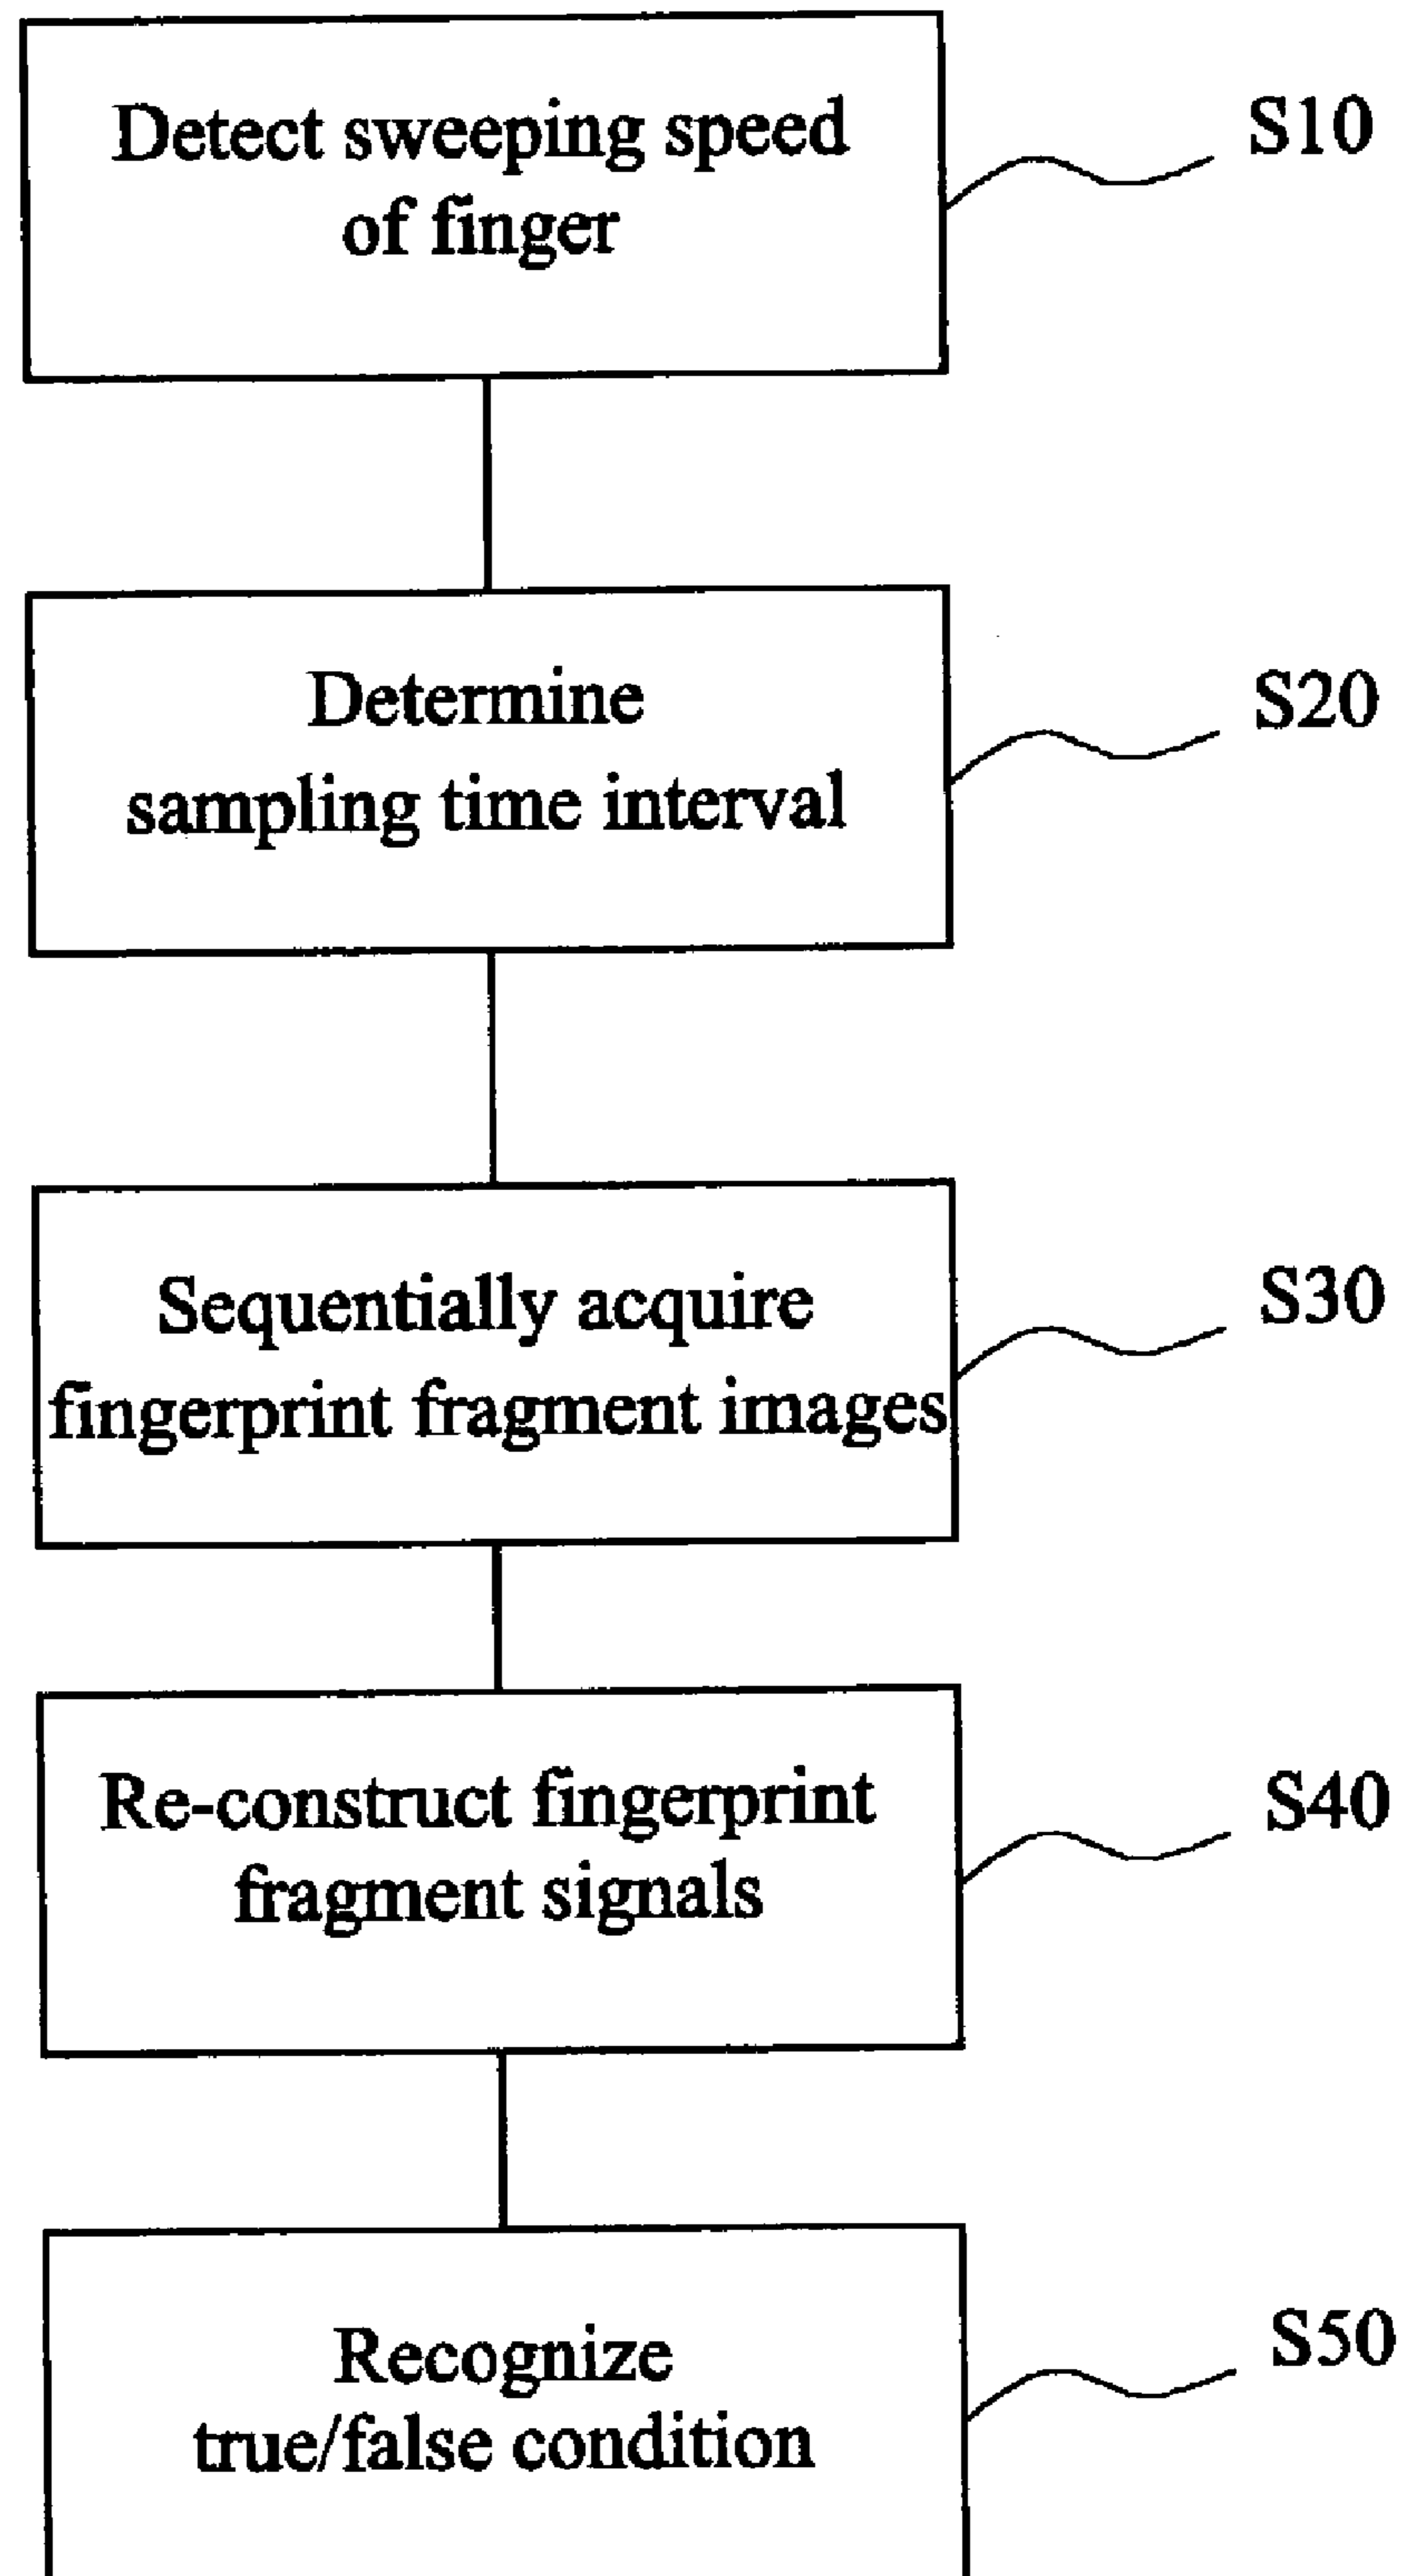 Detect sweeping speed
of finger
S10
Determine
sampling time interval
S20
Sequentially acquire
fingerprint fragment images
S30
Re-construct fingerprint
fragment signals
S40
Recognize
true/false condition
S50